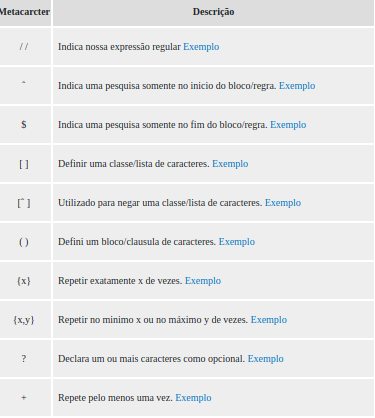 Metacarcter Descrição
/ / Indica nossa expressão regular Exemplo
ˆ Indica uma pesquisa somente no inicio do bloco/regra. Exemplo
$ Indica uma pesquisa somente no fim do bloco/regra. Exemplo
[ ] Definir uma classe/lista de caracteres. Exemplo
[ˆ ] Utilizado para negar uma classe/lista de caracteres. Exemplo
( ) Defini um bloco/clausula de caracteres. Exemplo
{x} Repetir exatamente x de vezes. Exemplo
{x,y} Repetir no minimo x ou no máximo y de vezes. Exemplo
? Declara um ou mais caracteres como opcional. Exemplo
+ Repete pelo menos uma vez. Exemplo